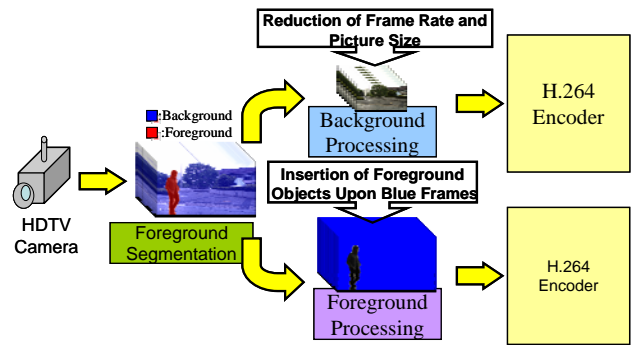 Reduction of Frame Rate and
Picture Size
:Background
:Foreground
HDTV
Camera
Foreground
Segmentation
Background
Processing
H.264
Encoder
Insertion of Foreground
Objects Upon Blue Frames
Foreground
Processing
H.264
Encoder